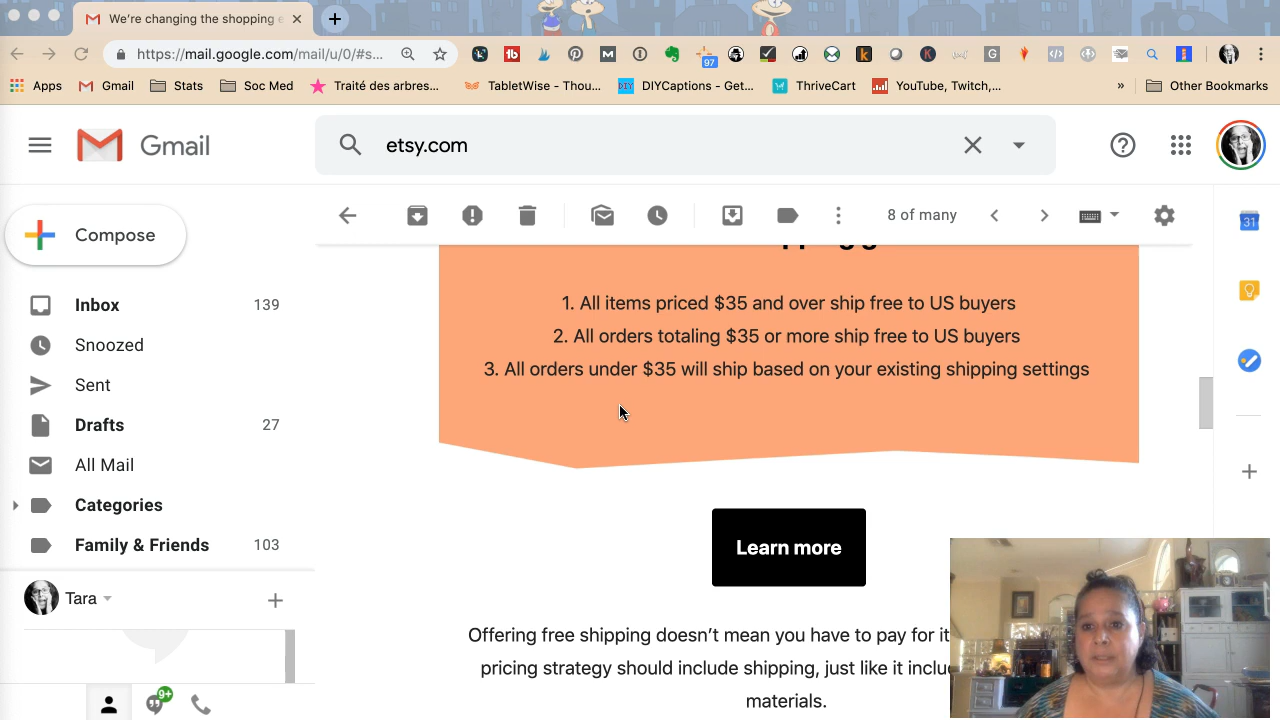 We're changing the shopping e
https://mail.google.com/mail/u/0/#s...
97
Apps
Gmail
Stats
Soc Med
Traité des arbres...
TabletWise - Thou...
DIYCaptions - Get...
ThriveCart
YouTube, Twitch,...
»
Other Bookmarks
Gmail
etsy.com
Compose
8 of many
31
Inbox 139
Snoozed
Sent
Drafts 27
All Mail
Categories
Family & Friends 103
Tara
9+
1. All items priced $35 and over ship free to US buyers
2. All orders totaling $35 or more ship free to US buyers
3. All orders under $35 will ship based on your existing shipping settings
Learn more
Offering free shipping doesn't mean you have to pay for it
pricing strategy should include shipping, just like it inclu
materials.